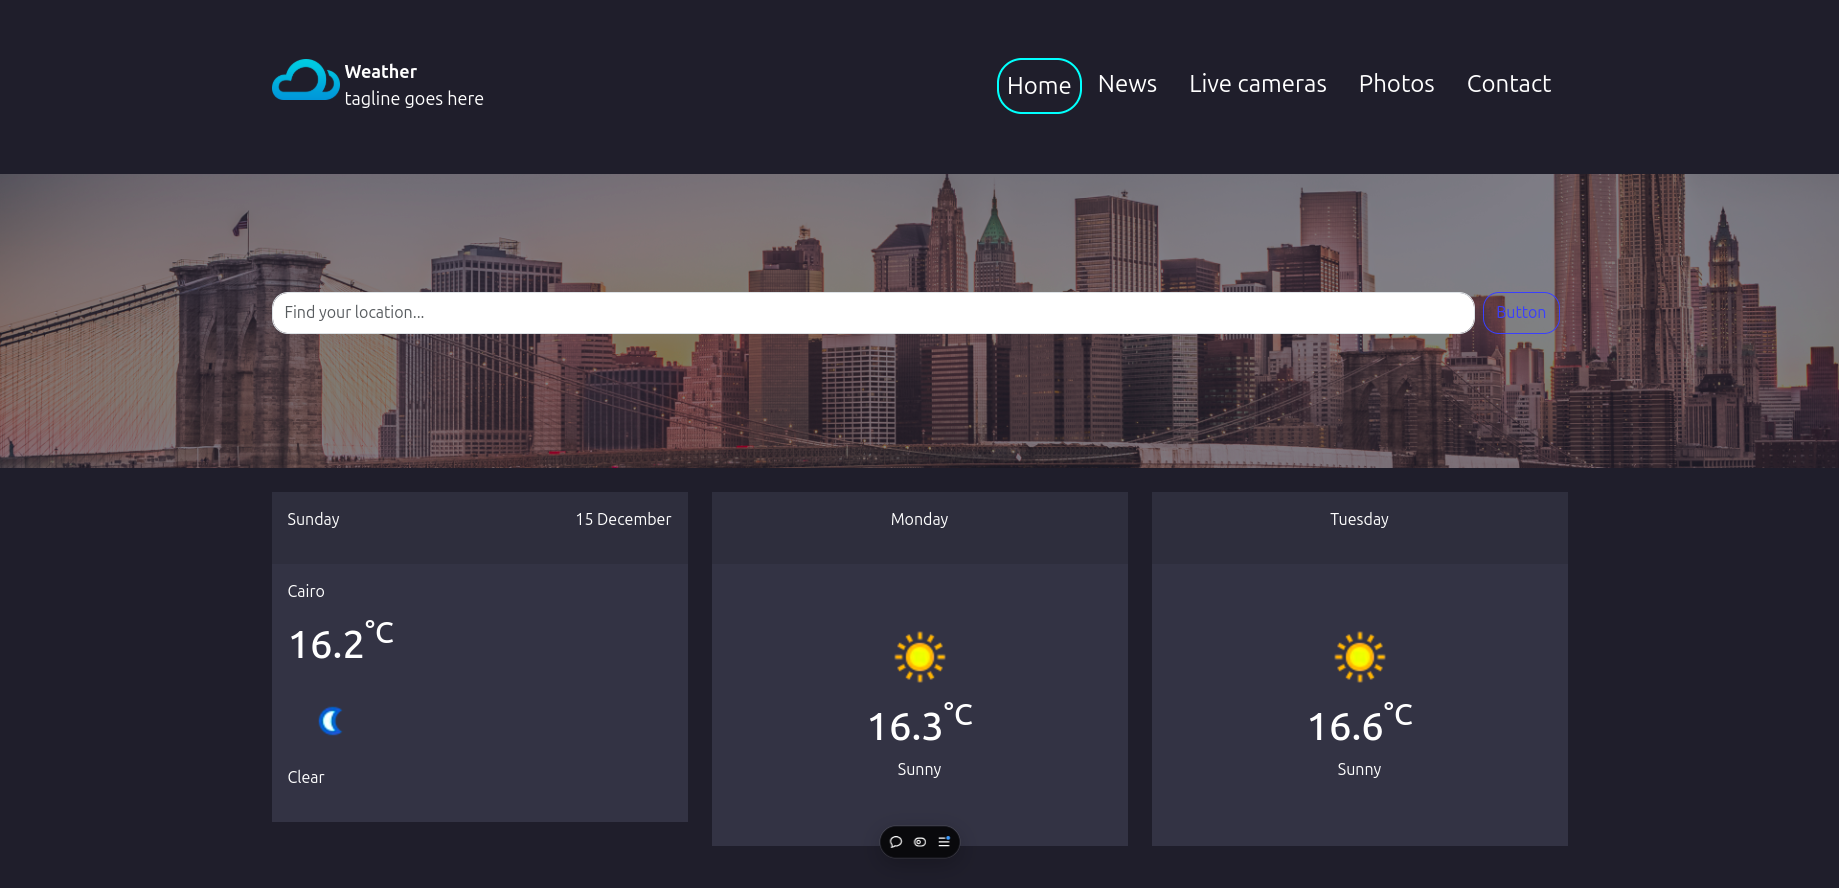 Weather
tagline goes here
Home News Live cameras Photos Contact
Find your location...
Button
Sunday 15 December
Cairo
16.2°C
Clear
Monday
16.3°C
Sunny
Tuesday
16.6°C
Sunny